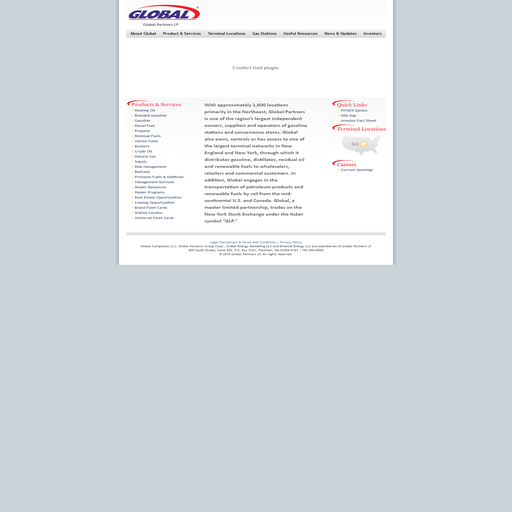 GLOBAL
Global Partners LP
About Global
Product & Services
Terminal Locations
Gas Stations
Useful Resources
News & Updates
Investors
Couldn't load plugin.
Products & Services
Heating Oil
Branded Gasoline
Gasoline
Diesel Fuel
Propane
Residual Fuels
Marine Fuels
Bunkers
Crude Oil
Natural Gas
Supply
Risk Management
BioFuels
Premium Fuels & Additives
Management Services
Dealer Resources
Dealer Programs
Real Estate Opportunities
Leasing Opportunities
Brand Fleet Cards
Station Locator
Universal Fleet Cards
With approximately 1,600 locations
primarily in the Northeast, Global Partners
is one of the region's largest independent
owners, suppliers and operators of gasoline
stations and convenience stores. Global
also owns, controls or has access to one of
the largest terminal networks in New
England and New York, through which it
distributes gasoline, distillates, residual oil
and renewable fuels to wholesalers,
retailers and commercial customers. In
addition, Global engages in the
transportation of petroleum products and
renewable fuels by rail from the mid-
continental U.S. and Canada. Global, a
master limited partnership, trades on the
New York Stock Exchange under the ticker
symbol "GLP."
Quick Links
NYMEX Quotes
Site Map
Investor Fact Sheet
Terminal Locations
GO!
Careers
Current Openings
Legal Disclaimers & Terms and Conditions | Privacy Policy
Global Companies LLC, Global Montello Group Corp., Global Energy Marketing LLC and Alliance Energy LLC are subsidiaries of Global Partners LP
800 South Street, Suite 500, P.O. Box 9161, Waltham, MA 02454-9161 | 781-894-8800
© 2019 Global Partners LP. All rights reserved.